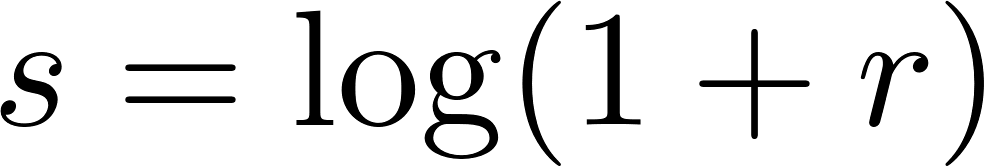 s = log(1 + r)